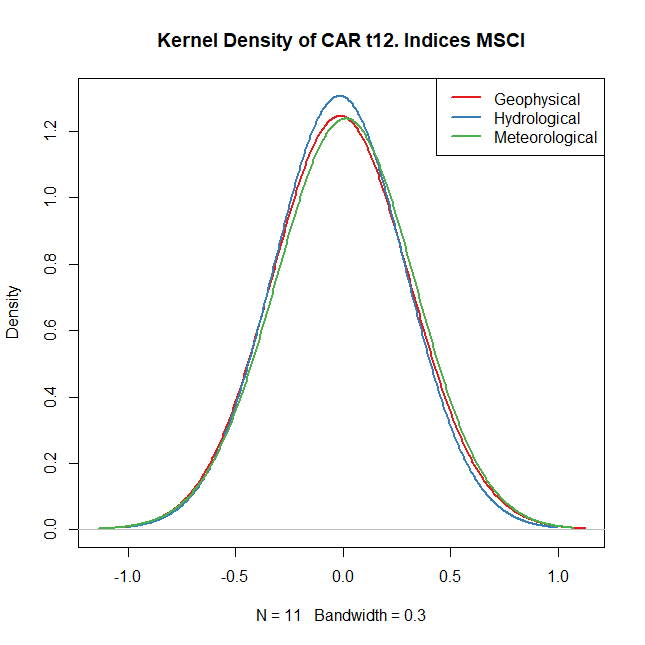 Kernel Density of CAR t12. Indices MSCI
Geophysical
Hydrological
Meteorological
Density
1.2
1.0
0.8
0.6
0.4
0.2
0.0
-1.0 -0.5 0.0 0.5 1.0
N = 11 Bandwidth = 0.3